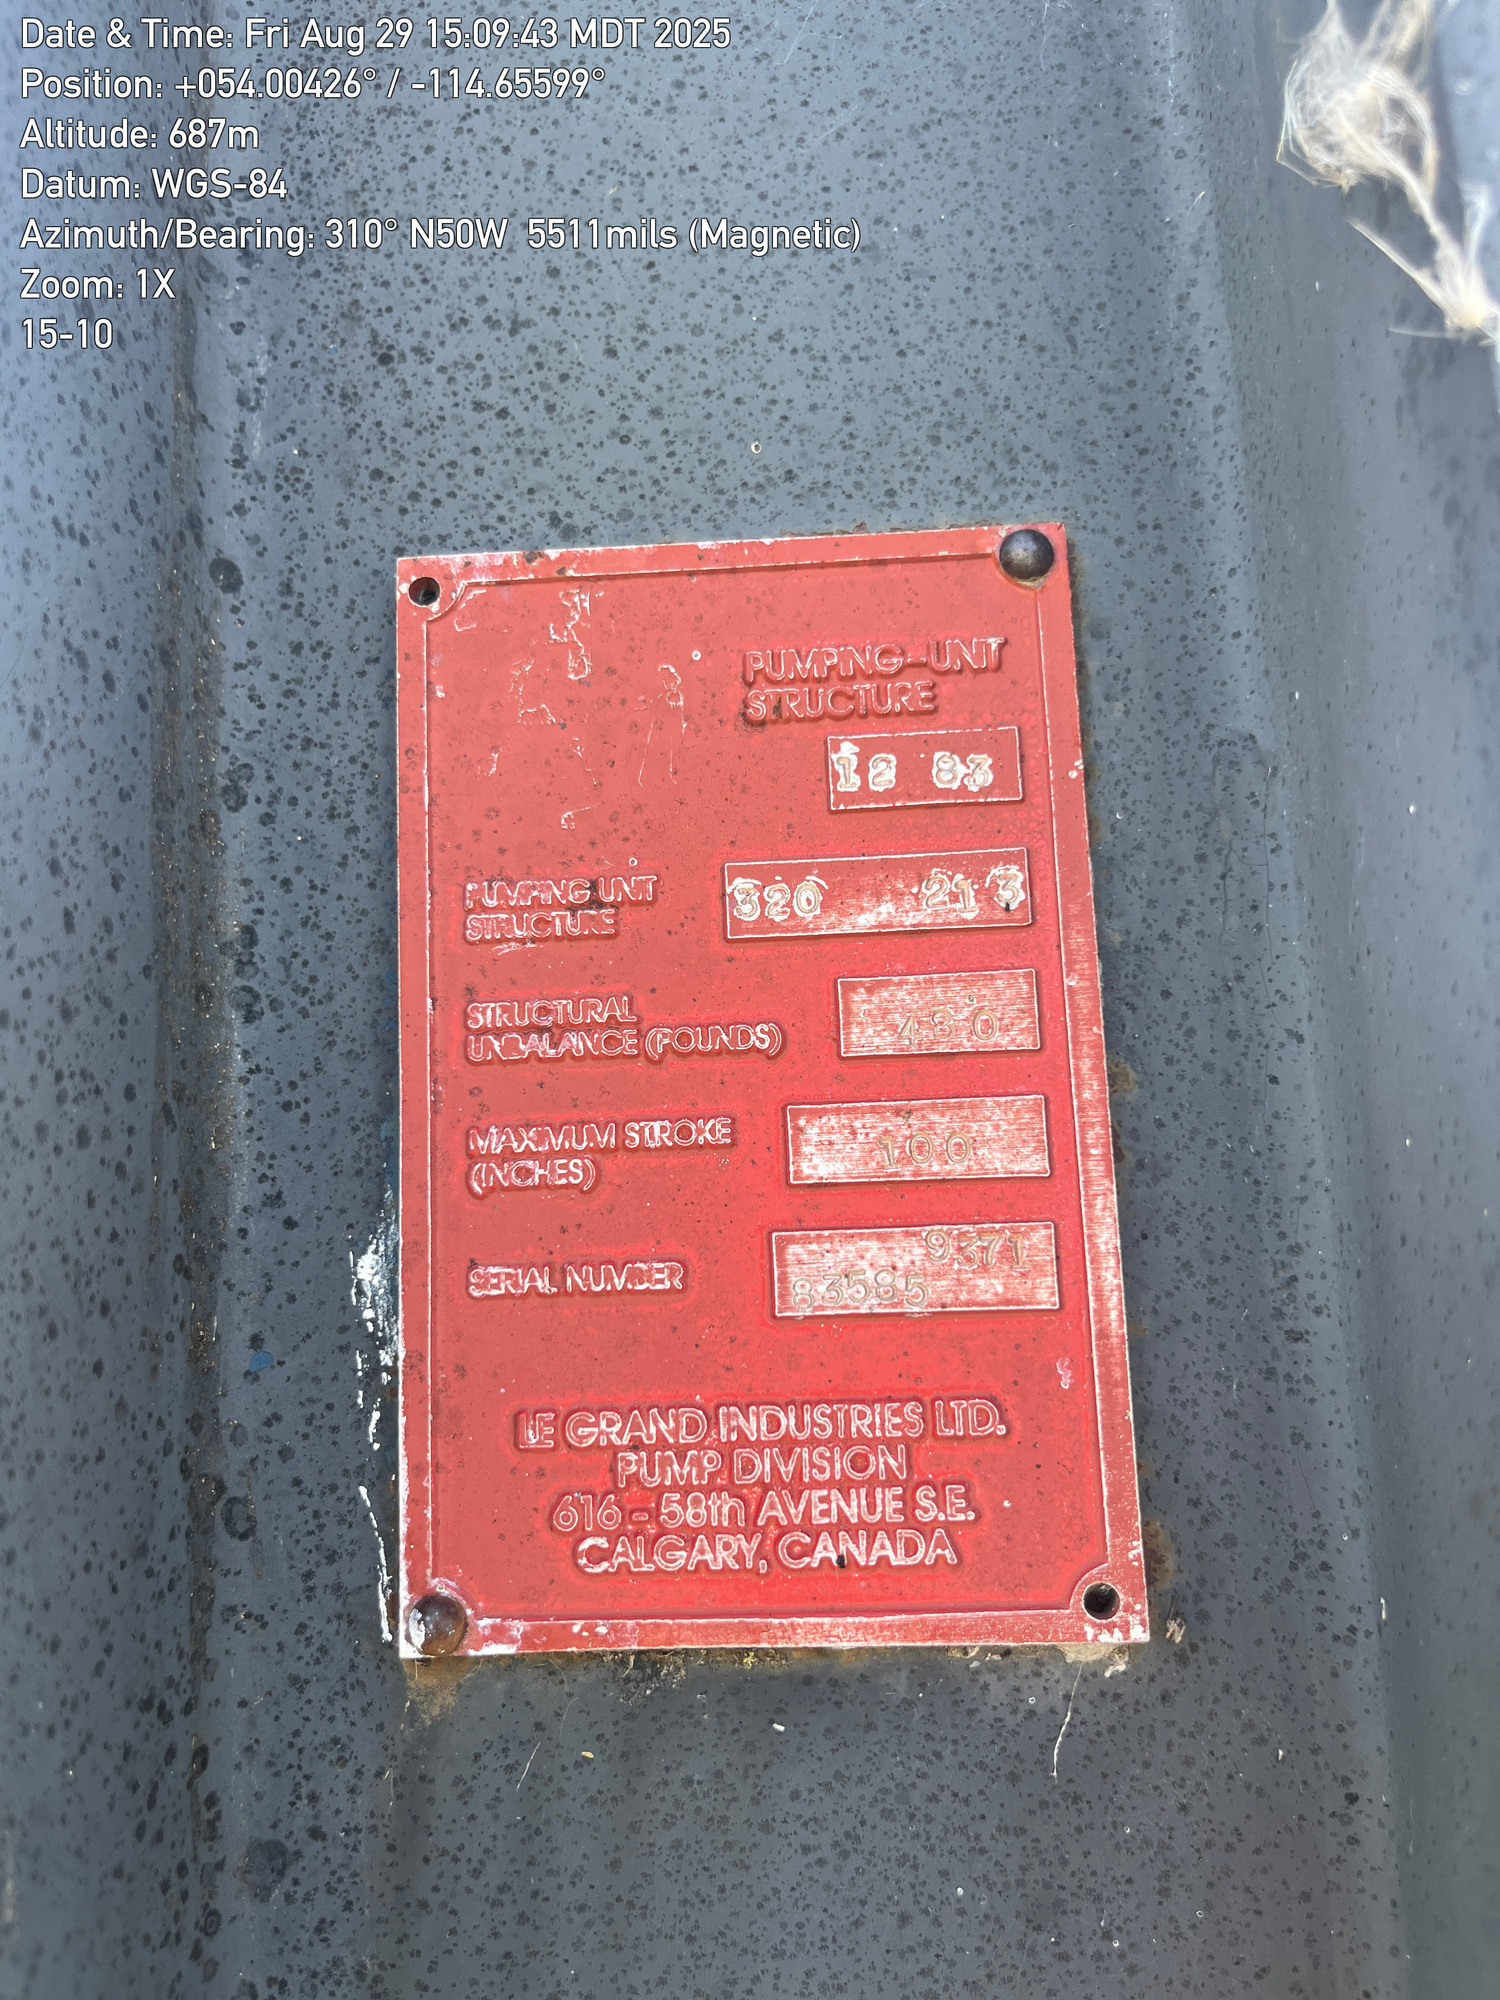 Date & Time: Fri Aug 29 15:09:43 MDT 2025
Position: +054.00426° / -114.65599°
Altitude: 687m
Datum: WGS-84
Azimuth/Bearing: 310° N50W 5511mils (Magnetic)
Zoom: 1X
15-10
PUMPING-UNIT
STRUCTURE
12 83
PUMPING UNIT
STRUCTURE
320 213
STRUCTURAL
UNBALANCE (POUNDS)
480
MAXIMUM STROKE
(INCHES)
100
SERIAL NUMBER
9371
83585
LE GRAND INDUSTRIES LTD.
PUMP DIVISION
616 - 58th AVENUE S.E.
CALGARY, CANADA